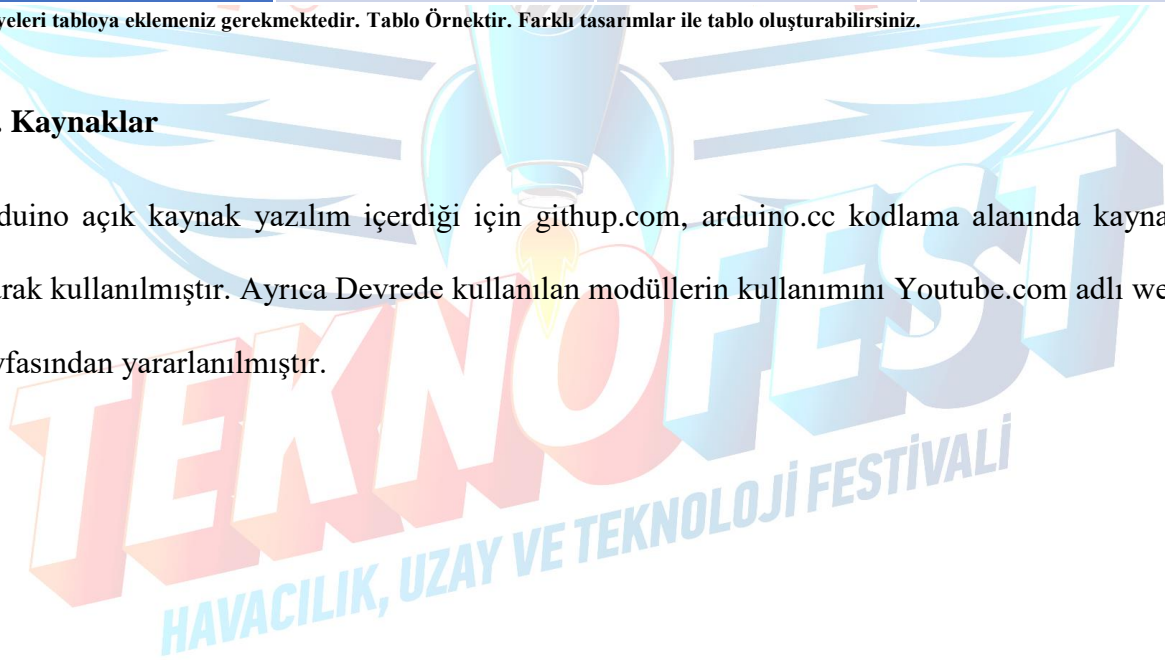 yeleri tabloya eklemeniz gerekmektedir. Tablo Örnektir. Farklı tasarımlar ile tablo oluşturabilirsiniz.
. Kaynaklar
duino açık kaynak yazılım içerdiği için githup.com, arduino.cc kodlama alanında kayna
arak kullanılmıştır. Ayrıca Devrede kullanılan modüllerin kullanımını Youtube.com adlı we
yfasından yararlanılmıştır.
TEKNOFEST
HAVACILIK, UZAY VE TEKNOLOJİ FESTİVALİ